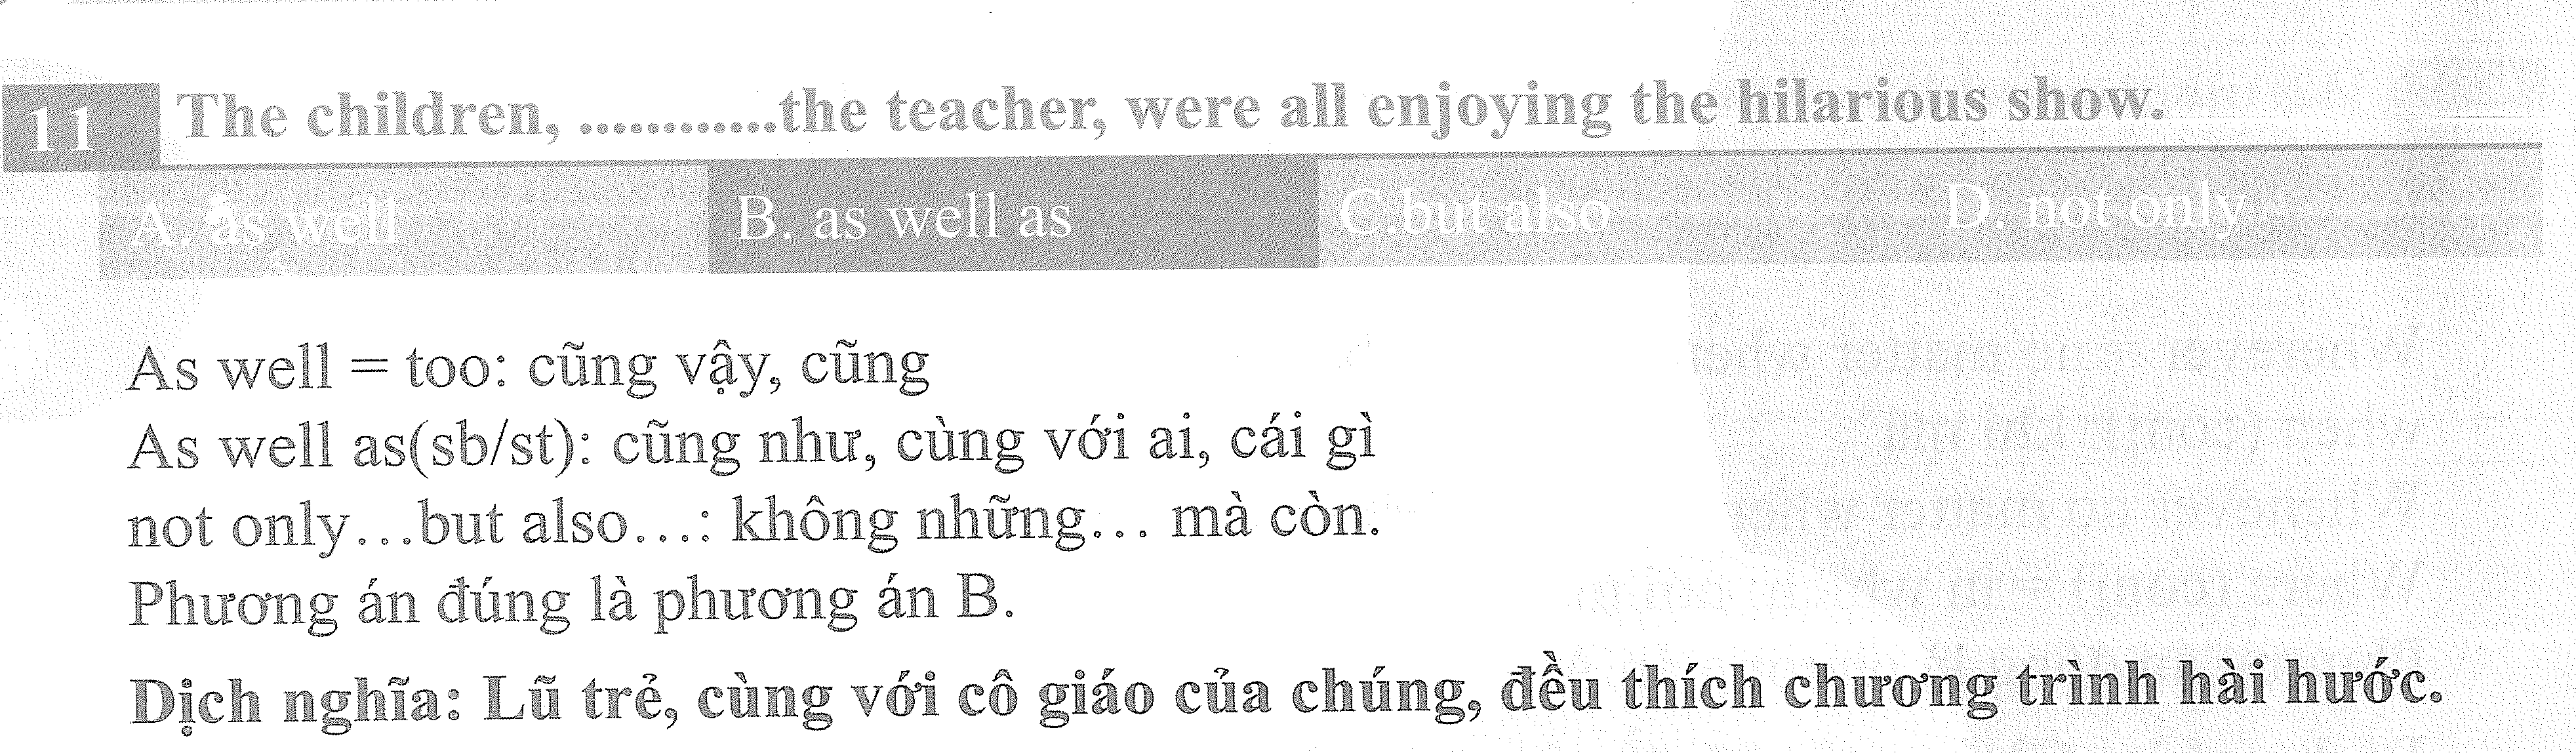 11 The children, ............the teacher, were all enjoying the hilarious show.
A. as well B. as well as C.but also D. not only
As well = too: cũng vậy, cũng
As well as(sb/st): cũng như, cùng với ai, cái gì
not only…but also…: không những… mà còn.
Phương án đúng là phương án B.
Dịch nghĩa: Lũ trẻ, cùng với cô giáo của chúng, đều thích chương trình hài hước.